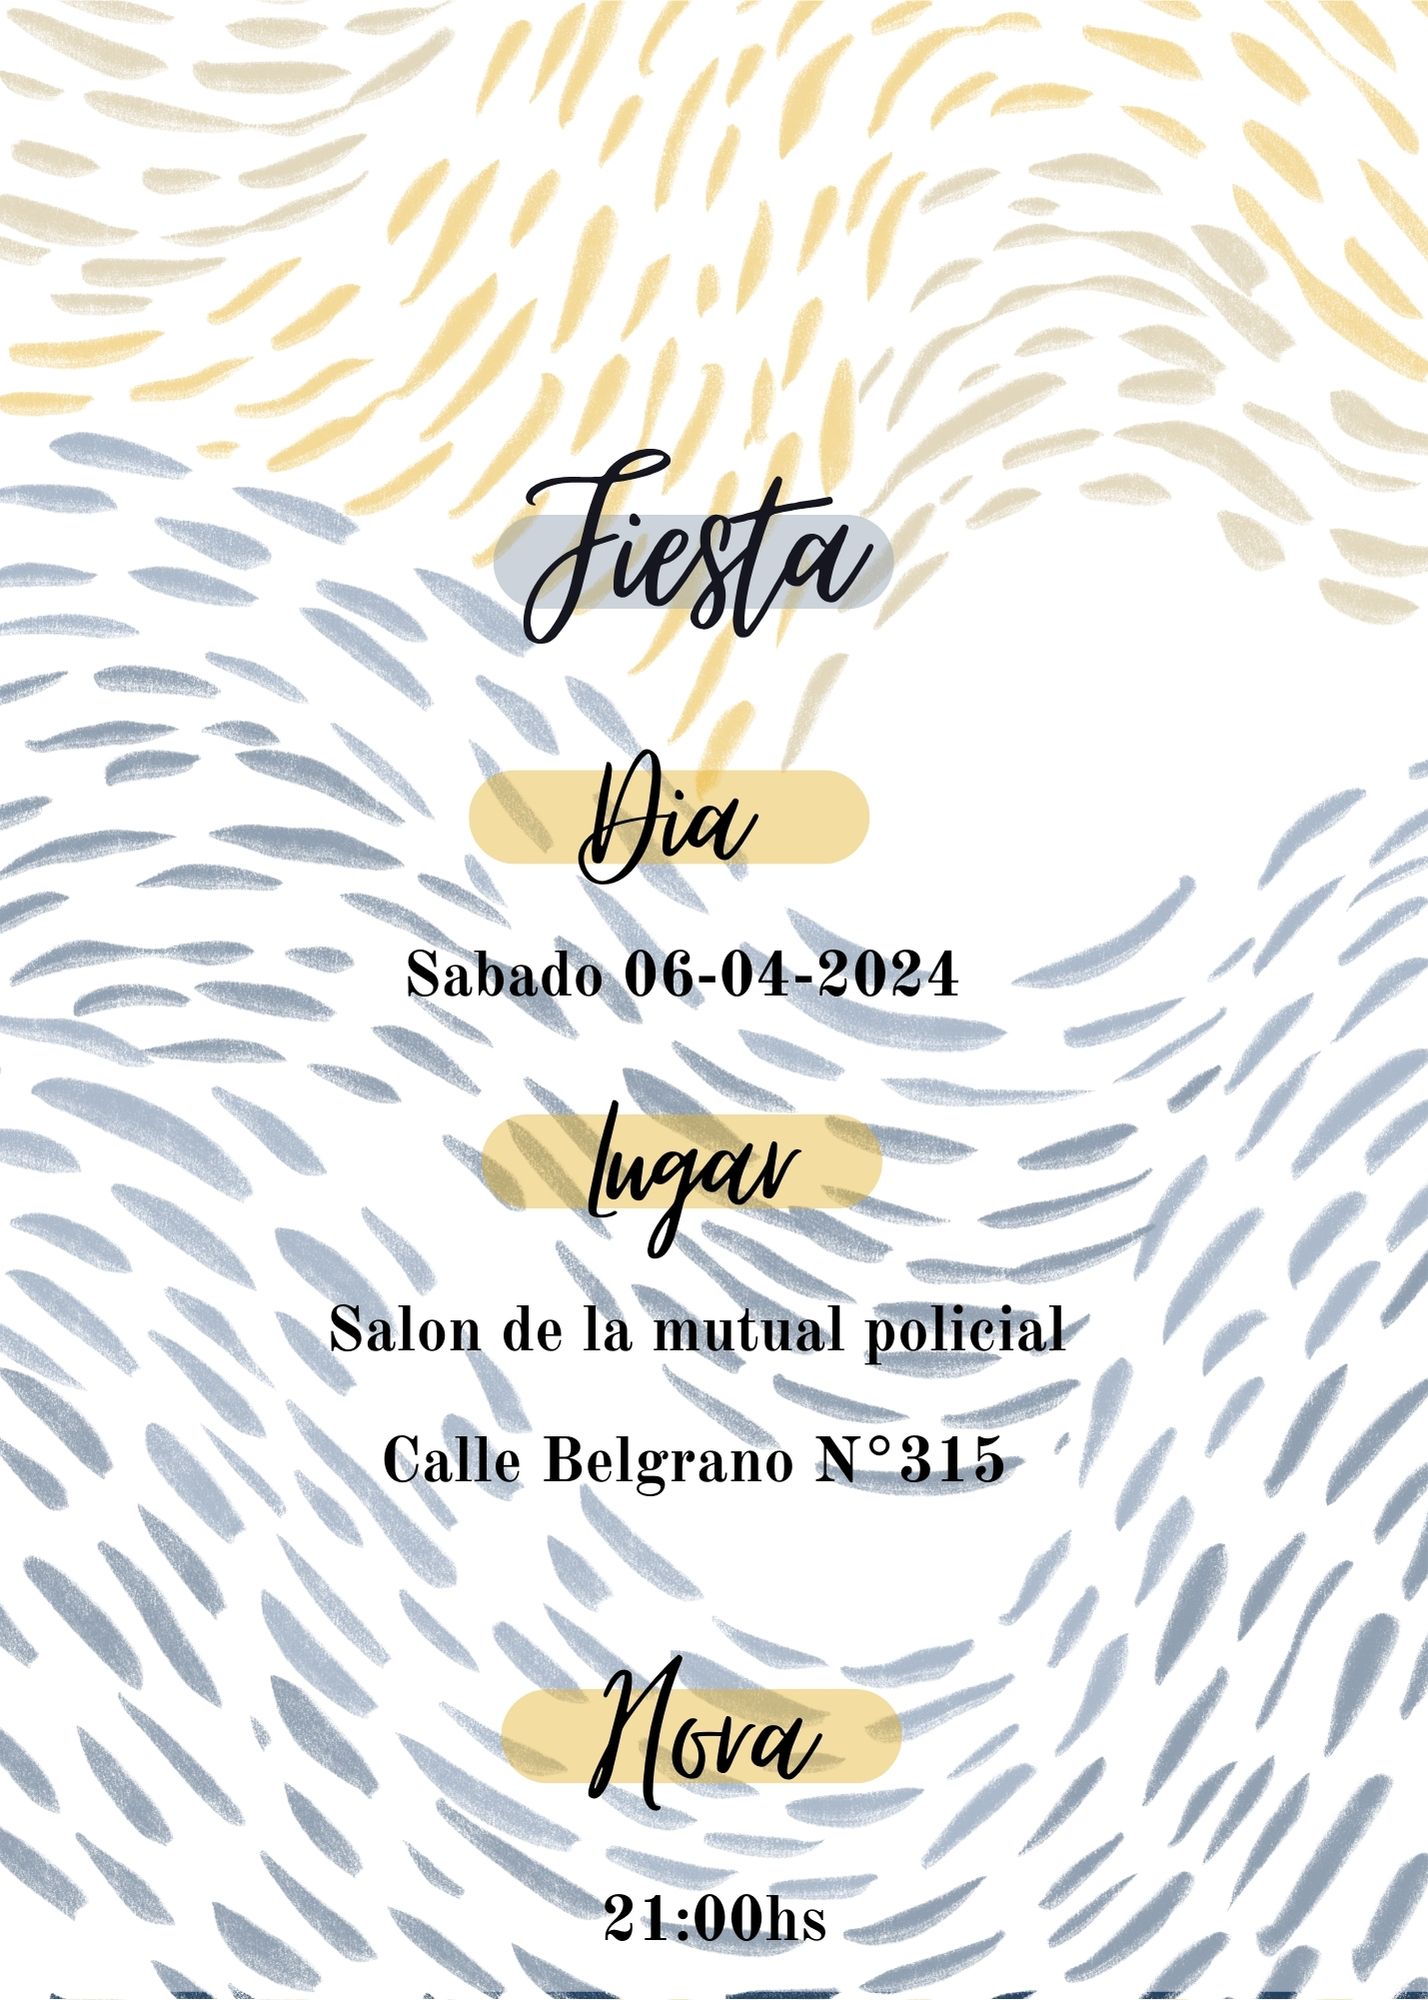 Fiesta
Dia
Sabado 06-04-2024
Lugar
Salon de la mutual policial
Calle Belgrano N°315
Hora
21:00hs